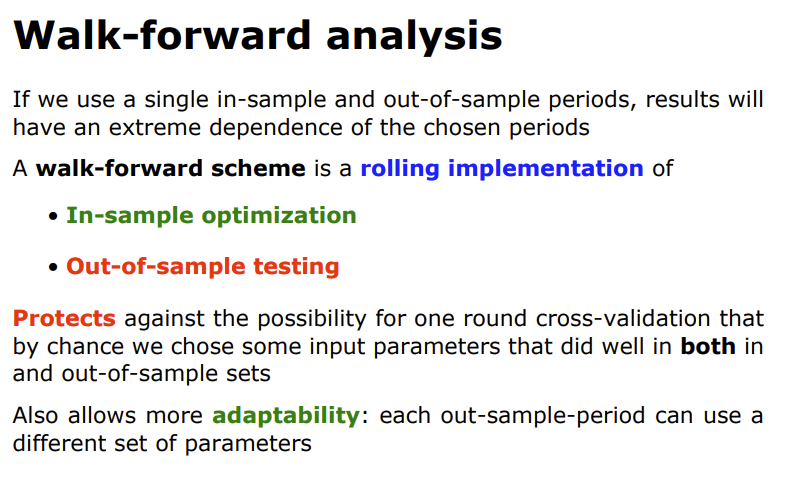 Walk-forward analysis
If we use a single in-sample and out-of-sample periods, results will
have an extreme dependence of the chosen periods
A walk-forward scheme is a rolling implementation of
• In-sample optimization
• Out-of-sample testing
Protects against the possibility for one round cross-validation that
by chance we chose some input parameters that did well in both in
and out-of-sample sets
Also allows more adaptability: each out-sample-period can use a
different set of parameters